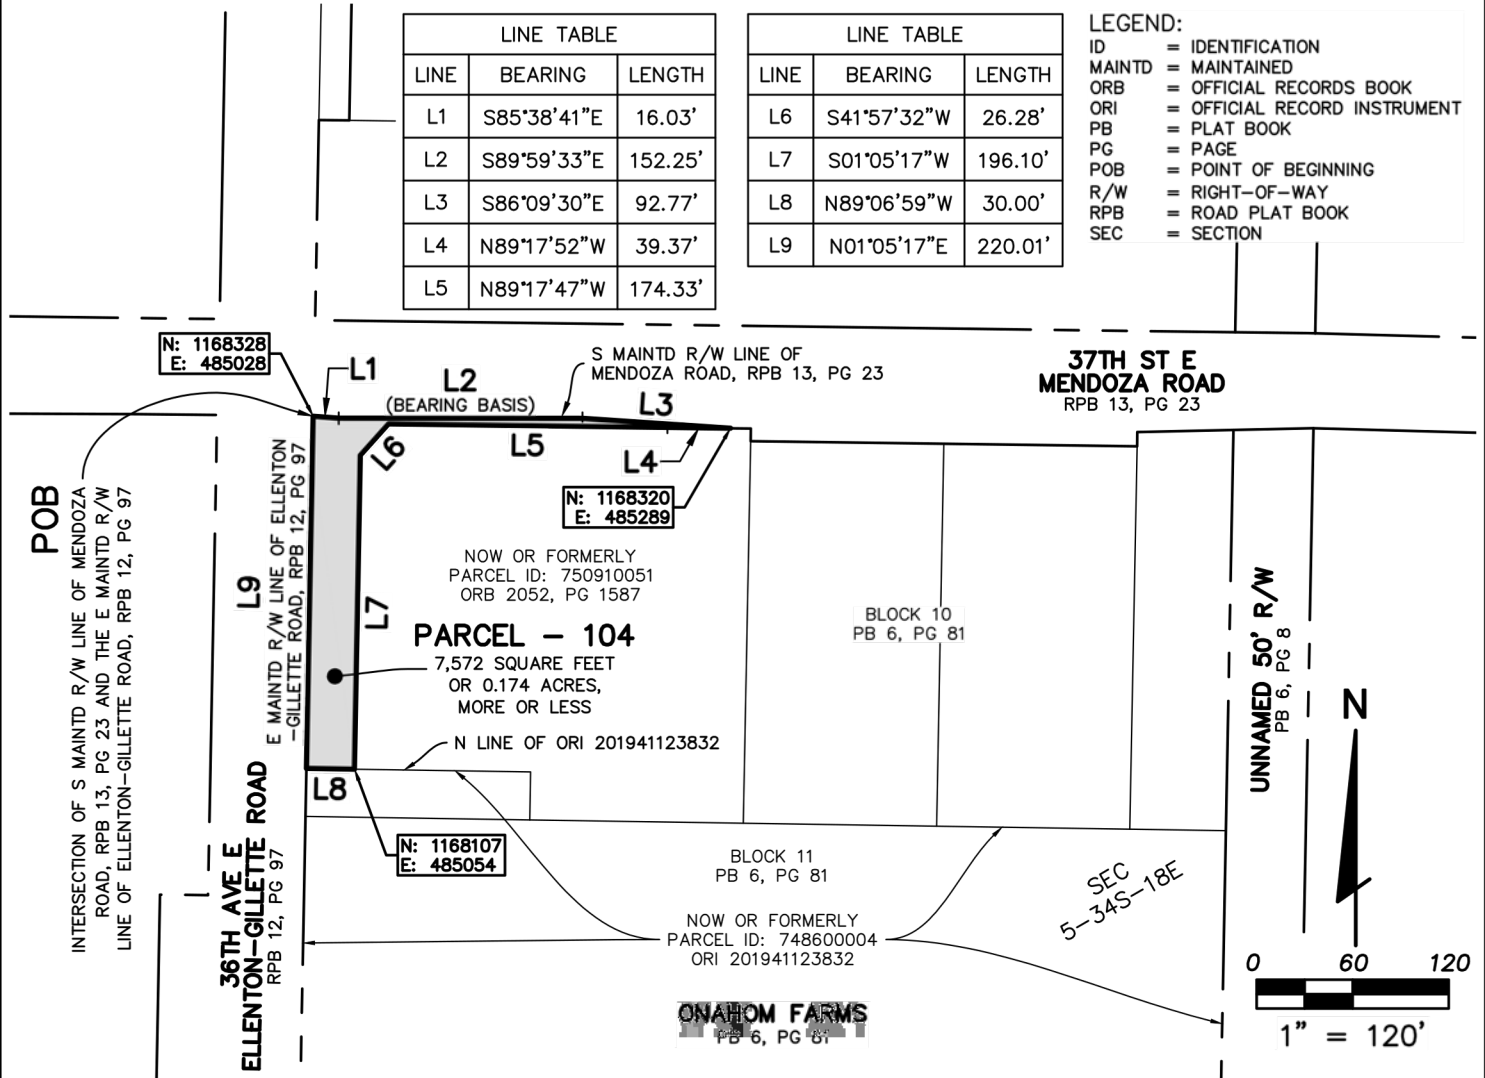 LINE TABLE
LINE BEARING LENGTH
L1 S85°38'41"E 16.03'
L2 S89°59'33"E 152.25'
L3 S86°09'30"E 92.77'
L4 N89°17'52"W 39.37'
L5 N89°17'47"W 174.33'
LINE TABLE
LINE BEARING LENGTH
L6 S41°57'32"W 26.28'
L7 S01°05'17"W 196.10'
L8 N89°06'59"W 30.00'
L9 N01°05'17"E 220.01'
LEGEND:
ID = IDENTIFICATION
MAINTD = MAINTAINED
ORB = OFFICIAL RECORDS BOOK
ORI = OFFICIAL RECORD INSTRUMENT
PB = PLAT BOOK
PG = PAGE
POB = POINT OF BEGINNING
R/W = RIGHT-OF-WAY
RPB = ROAD PLAT BOOK
SEC = SECTION
N: 1168328
E: 485028
L1
L2
(BEARING BASIS)
S MAINTD R/W LINE OF
MENDOZA ROAD, RPB 13, PG 23
L3
37TH ST E
MENDOZA ROAD
RPB 13, PG 23
L6
L5
L4
N: 1168320
E: 485289
POB
INTERSECTION OF S MAINTD R/W LINE OF MENDOZA
ROAD, RPB 13, PG 23 AND THE E MAINTD R/W
LINE OF ELLENTON-GILLETTE ROAD, RPB 12, PG 97
L9
E MAINTD R/W LINE OF ELLENTON
-GILLETTE ROAD, RPB 12, PG 97
L7
NOW OR FORMERLY
PARCEL ID: 750910051
ORB 2052, PG 1587
PARCEL - 104
7,572 SQUARE FEET
OR 0.174 ACRES,
MORE OR LESS
N LINE OF ORI 201941123832
BLOCK 10
PB 6, PG 81
UNNAMED 50' R/W
PB 6, PG 8
N
L8
36TH AVE E
ELLENTON-GILLETTE ROAD
RPB 12, PG 97
N: 1168107
E: 485054
BLOCK 11
PB 6, PG 81
NOW OR FORMERLY
PARCEL ID: 748600004
ORI 201941123832
SEC
5-34S-18E
ONAHOM FARMS
PB 6, PG 81
0 60 120
1" = 120'